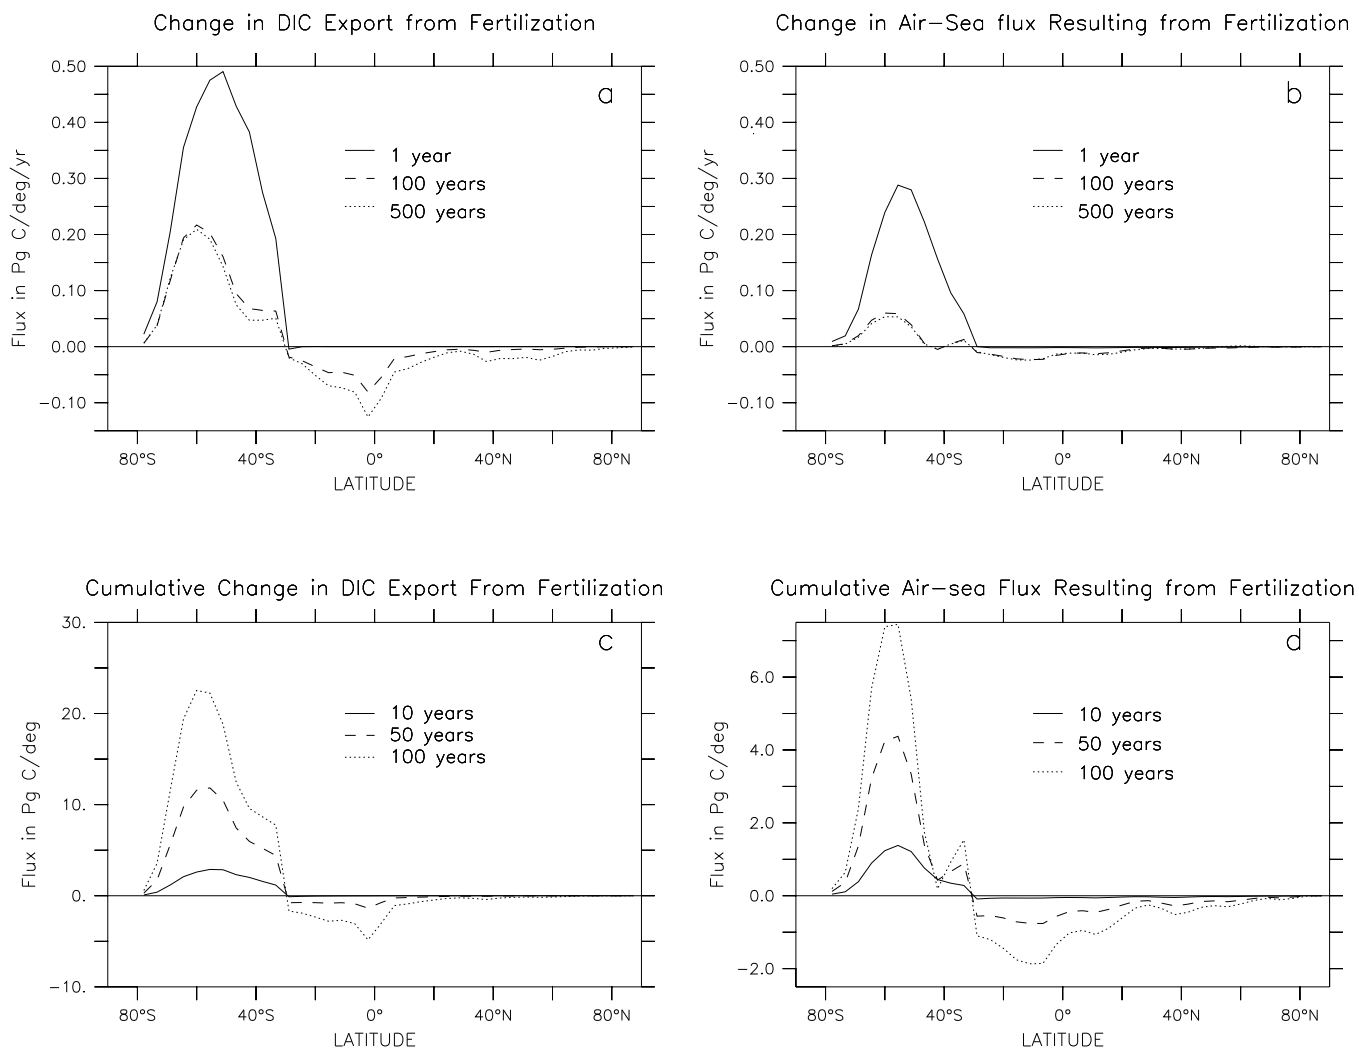 Change in DIC Export from Fertilization
a
0.50
0.40
0.30
0.20
0.10
0.00
−0.10
Flux in Pg C/deg/yr
1 year
100 years
500 years
80°S
40°S
0°
40°N
80°N
LATITUDE
Change in Air−Sea flux Resulting from Fertilization
b
0.50
0.40
0.30
0.20
0.10
0.00
−0.10
Flux in Pg C/deg/yr
1 year
100 years
500 years
80°S
40°S
0°
40°N
80°N
LATITUDE
Cumulative Change in DIC Export From Fertilization
c
30.
20.
10.
0.
−10.
Flux in Pg C/deg
10 years
50 years
100 years
80°S
40°S
0°
40°N
80°N
LATITUDE
Cumulative Air−sea Flux Resulting from Fertilization
d
6.0
4.0
2.0
0.0
−2.0
Flux in Pg C/deg
10 years
50 years
100 years
80°S
40°S
0°
40°N
80°N
LATITUDE